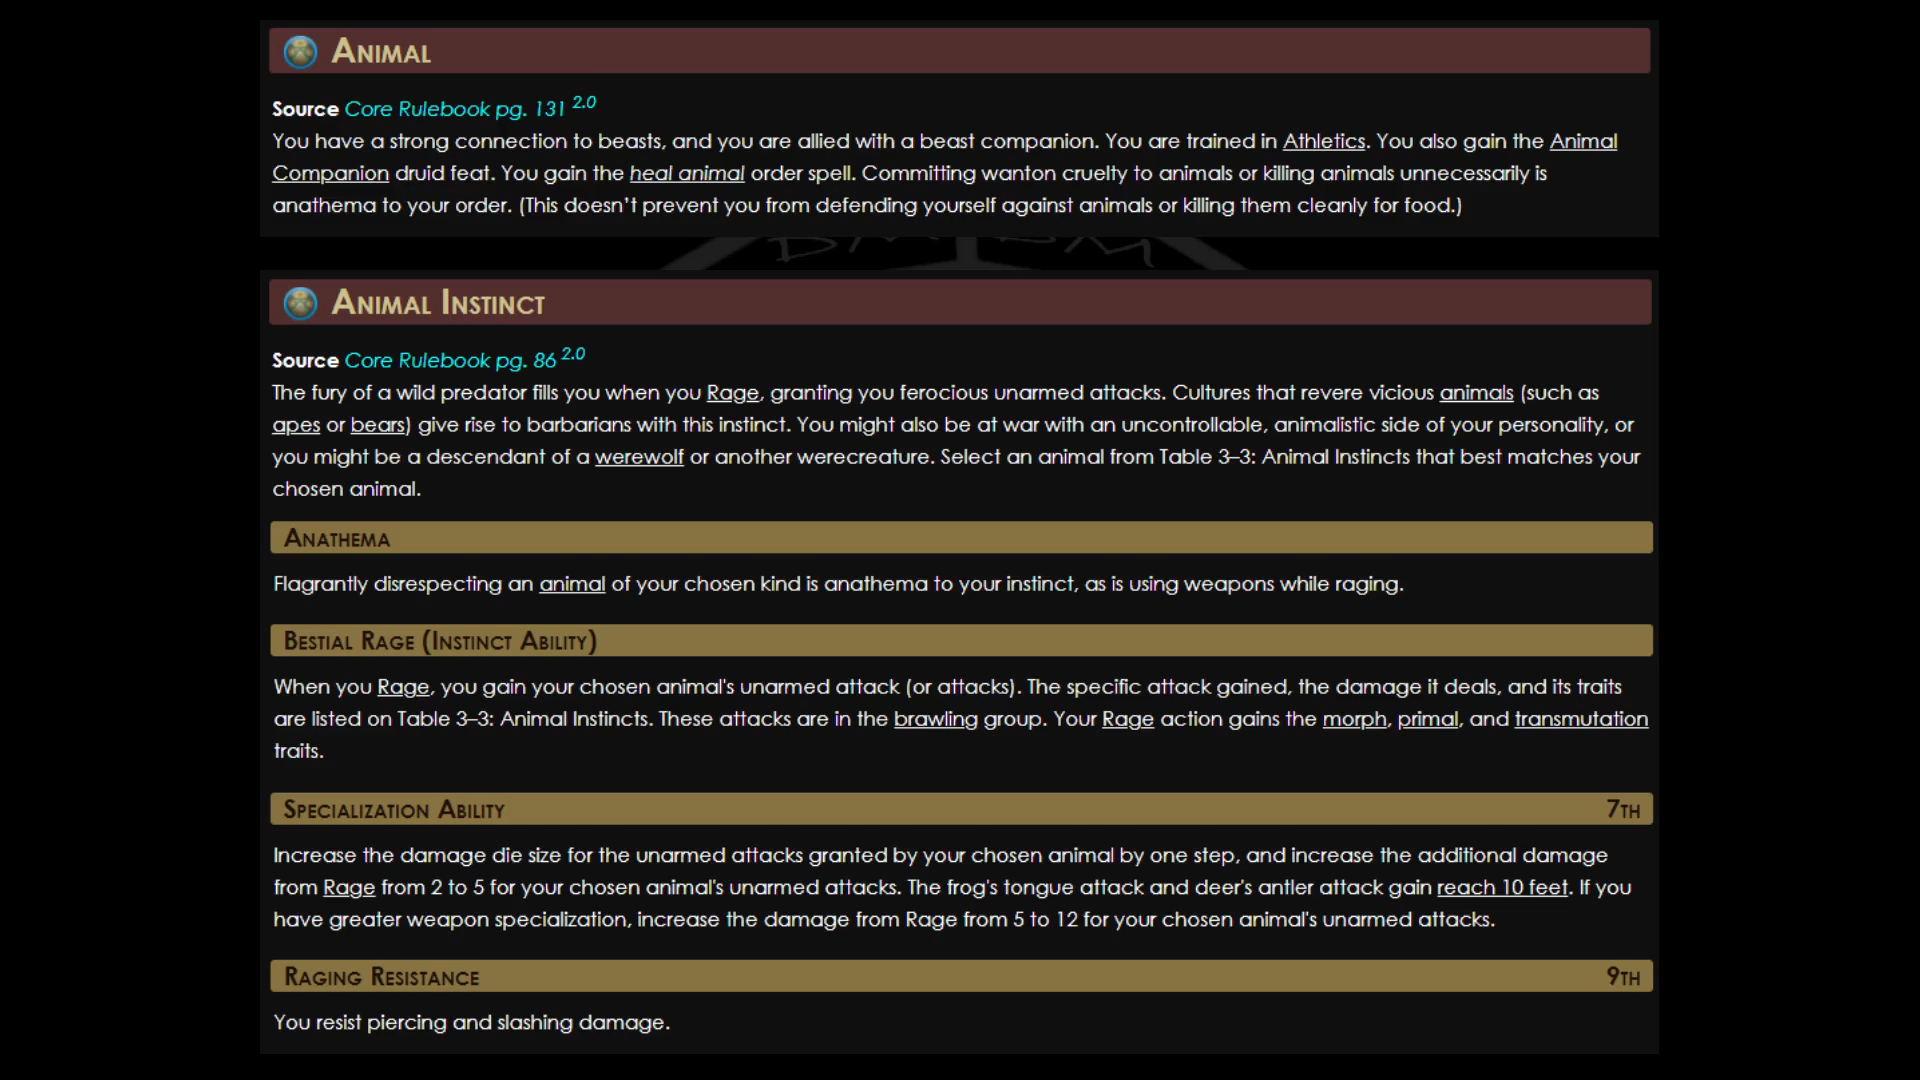 Animal
Source Core Rulebook pg. 131 2.0
You have a strong connection to beasts, and you are allied with a beast companion. You are trained in Athletics. You also gain the Animal
Companion druid feat. You gain the heal animal order spell. Committing wanton cruelty to animals or killing animals unnecessarily is
anathema to your order. (This doesn't prevent you from defending yourself against animals or killing them cleanly for food.)
Animal Instinct
Source Core Rulebook pg. 86 2.0
The fury of a wild predator fills you when you Rage, granting you ferocious unarmed attacks. Cultures that revere vicious animals (such as
apes or bears) give rise to barbarians with this instinct. You might also be at war with an uncontrollable, animalistic side of your personality, or
you might be a descendant of a werewolf or another werecreature. Select an animal from Table 3–3: Animal Instincts that best matches your
chosen animal.
Anathema
Flagrantly disrespecting an animal of your chosen kind is anathema to your instinct, as is using weapons while raging.
Bestial Rage (Instinct Ability)
When you Rage, you gain your chosen animal's unarmed attack (or attacks). The specific attack gained, the damage it deals, and its traits
are listed on Table 3–3: Animal Instincts. These attacks are in the brawling group. Your Rage action gains the morph, primal, and transmutation
traits.
Specialization Ability 7th
Increase the damage die size for the unarmed attacks granted by your chosen animal by one step, and increase the additional damage
from Rage from 2 to 5 for your chosen animal's unarmed attacks. The frog's tongue attack and deer's antler attack gain reach 10 feet. If you
have greater weapon specialization, increase the damage from Rage from 5 to 12 for your chosen animal's unarmed attacks.
Raging Resistance 9th
You resist piercing and slashing damage.